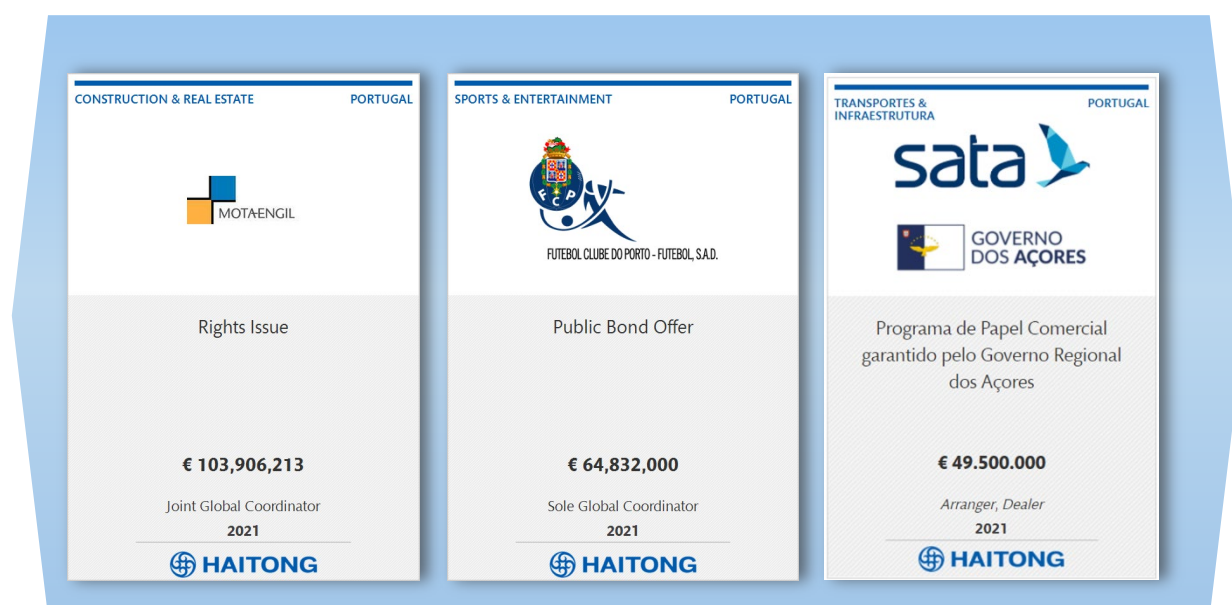 CONSTRUCTION & REAL ESTATE
PORTUGAL
MOTAENGIL
Rights Issue
€ 103,906,213
Joint Global Coordinator
2021
HAITONG
SPORTS & ENTERTAINMENT
PORTUGAL
FCP
FUTEBOL CLUBE DO PORTO - FUTEBOL, S.A.D.
Public Bond Offer
€ 64,832,000
Sole Global Coordinator
2021
HAITONG
TRANSPORTES &
INFRAESTRUTURA
PORTUGAL
sata
GOVERNO
DOS AÇORES
Programa de Papel Comercial
garantido pelo Governo Regional
dos Açores
€ 49.500.000
Arranger, Dealer
2021
HAITONG